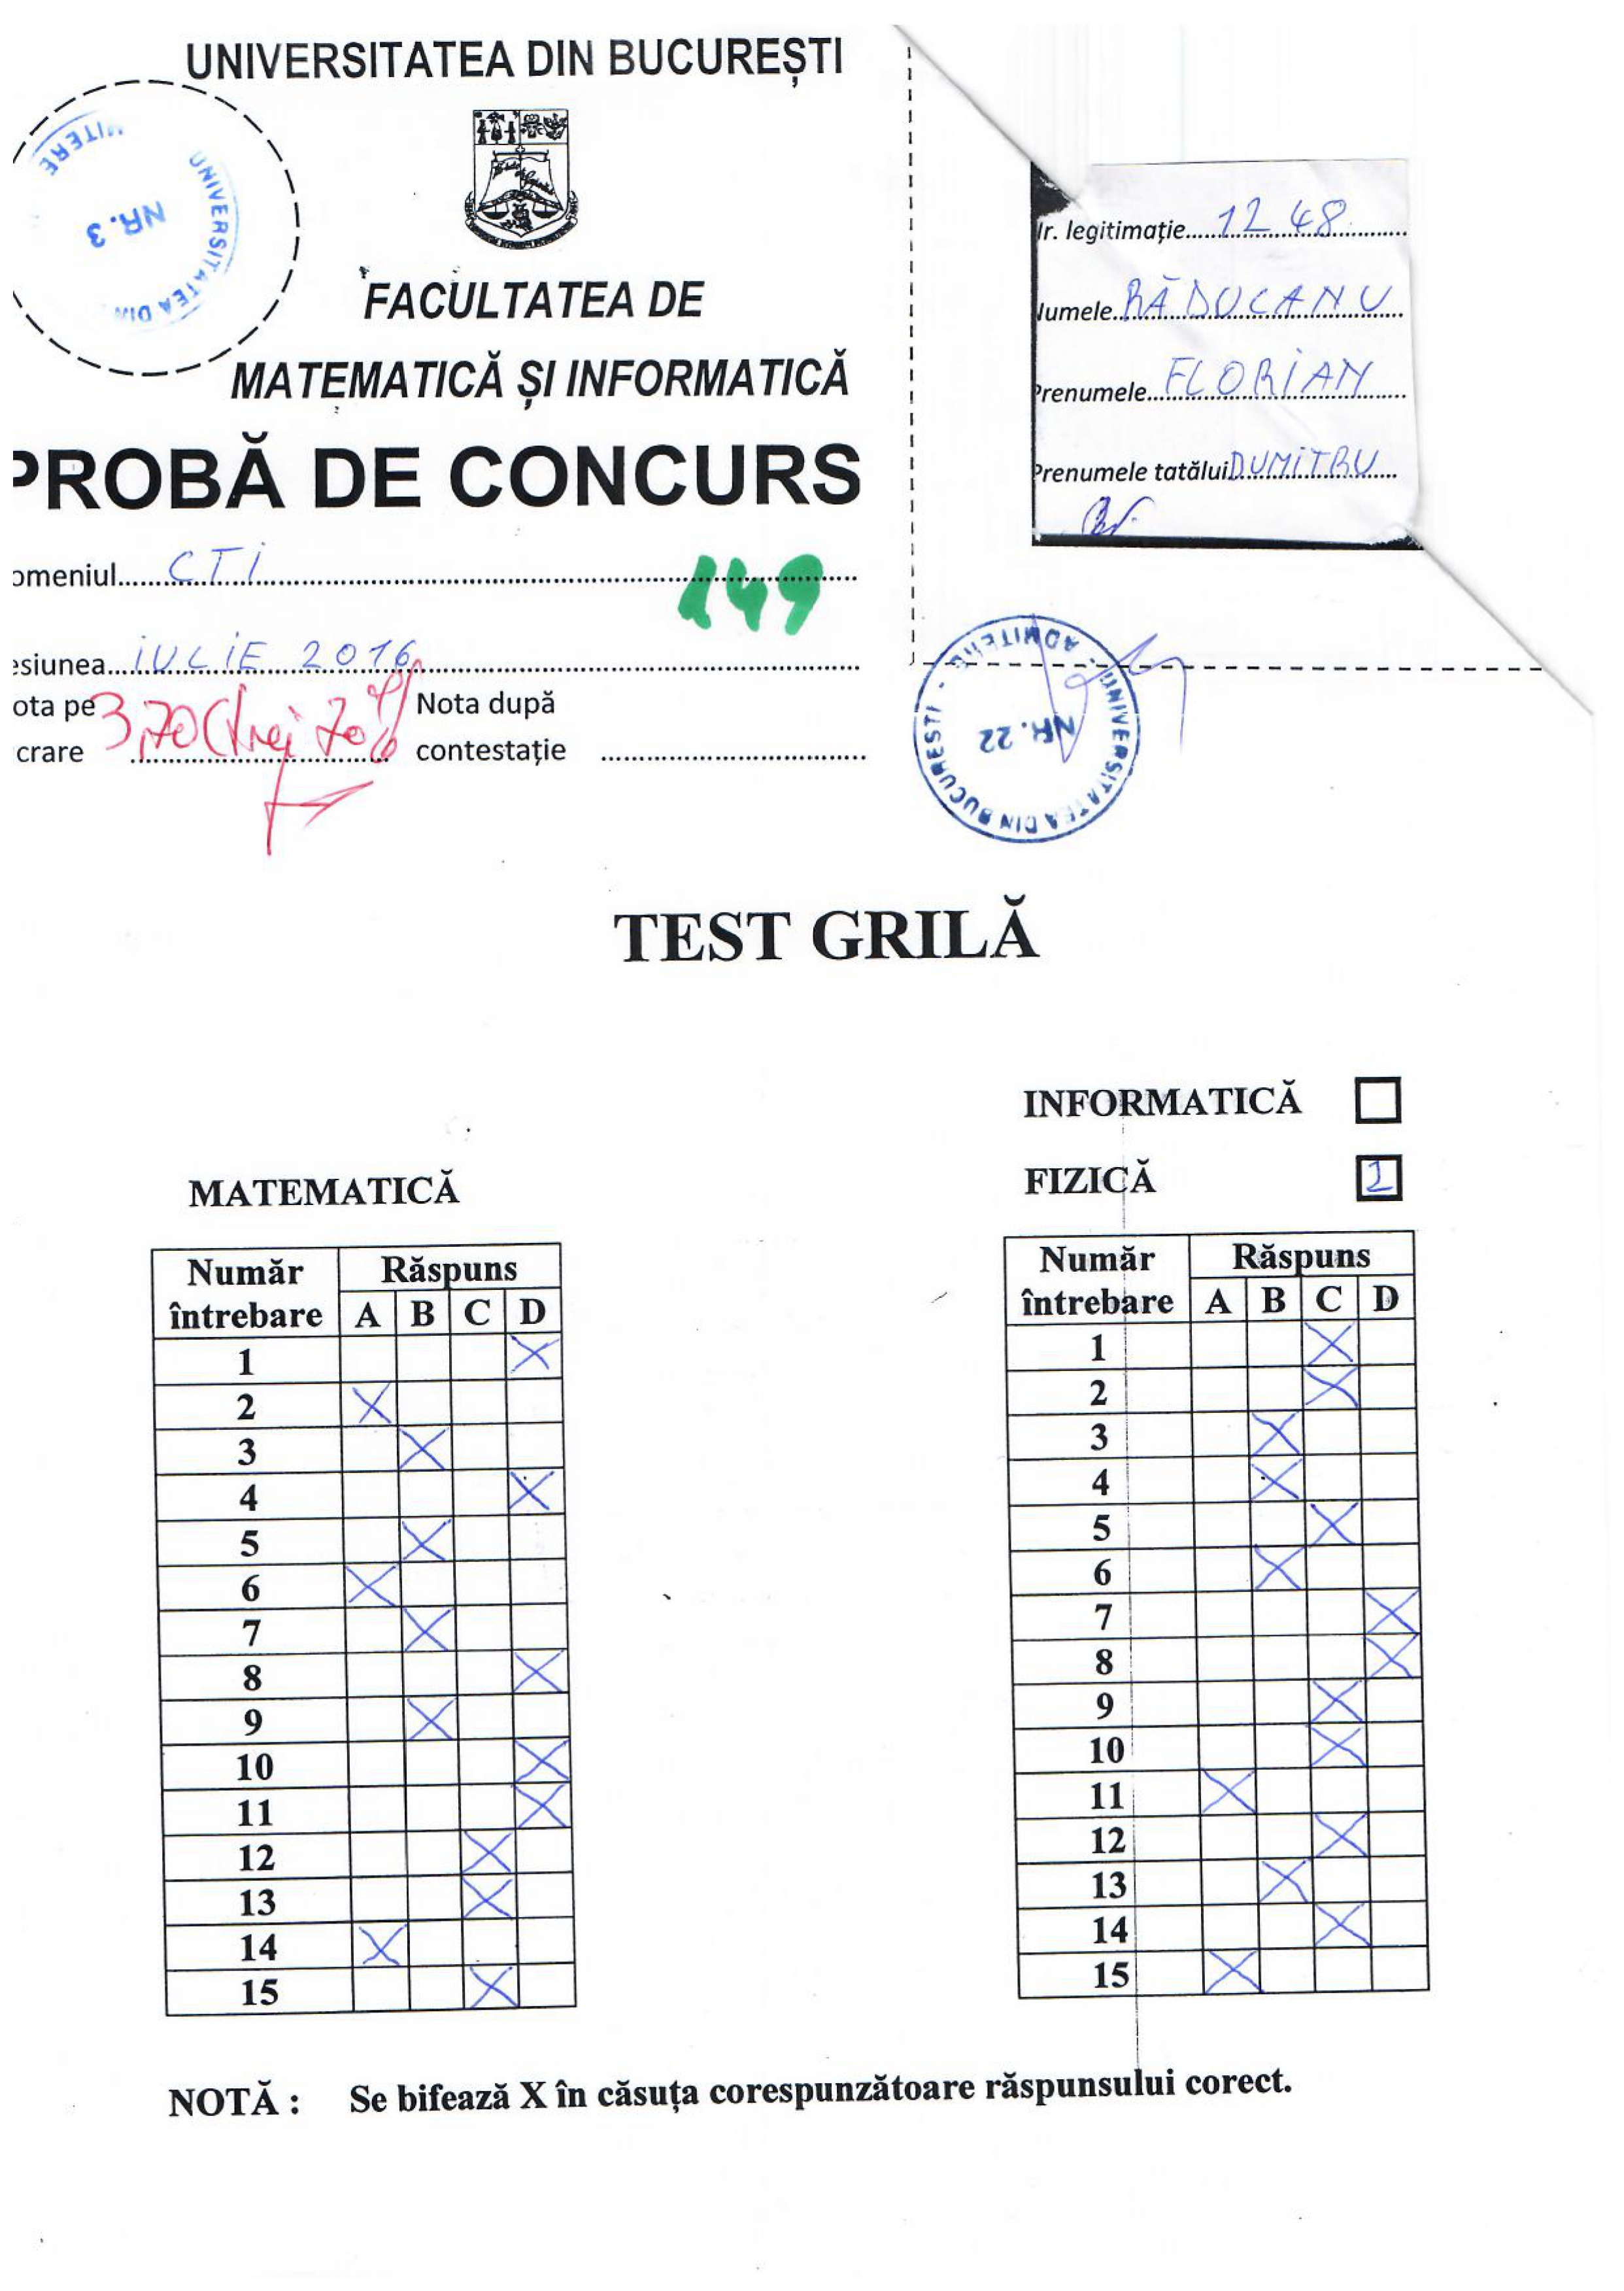 UNIVERSITATEA DIN BUCUREȘTI
MITERE
NR. 3
UNIVERSITATEA DIN
FACULTATEA DE
MATEMATICĂ ȘI INFORMATICĂ
PROBĂ DE CONCURS
omeniul CTI
149
esiunea IULIE 2016
ota pe crare 3,70 (trei 70%)
Nota după contestație
Nr. legitimație 1248
Numele RĂDUCANU
Prenumele FLORIAN
Prenumele tatălui DUMITRU
UNIVERSITATEA DIN BUCUREȘTI - ADMITERE
NR. 22
TEST GRILĂ
INFORMATICĂ
FIZICĂ 1
MATEMATICĂ
Număr întrebare Răspuns
A B C D
1 X
2 X
3 X
4 X
5 X
6 X
7 X
8 X
9 X
10 X
11 X
12 X
13 X
14 X
15 X
Număr întrebare Răspuns
A B C D
1 X
2 X
3 X
4 X
5 X
6 X
7 X
8 X
9 X
10 X
11 X
12 X
13 X
14 X
15 X
NOTĂ : Se bifează X în căsuța corespunzătoare răspunsului corect.